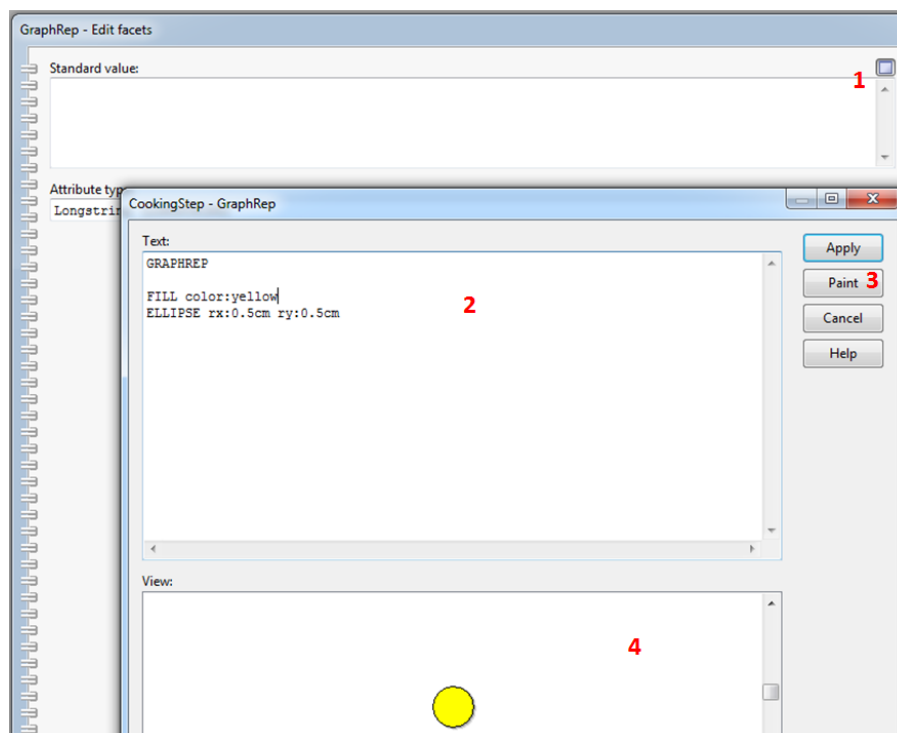 GraphRep - Edit facets
Standard value:
1
Attribute typ
Longstrin
CookingStep - GraphRep
Text:
GRAPHREP
FILL color:yellow
ELLIPSE rx:0.5cm ry:0.5cm
2
Apply
Paint
3
Cancel
Help
View:
4